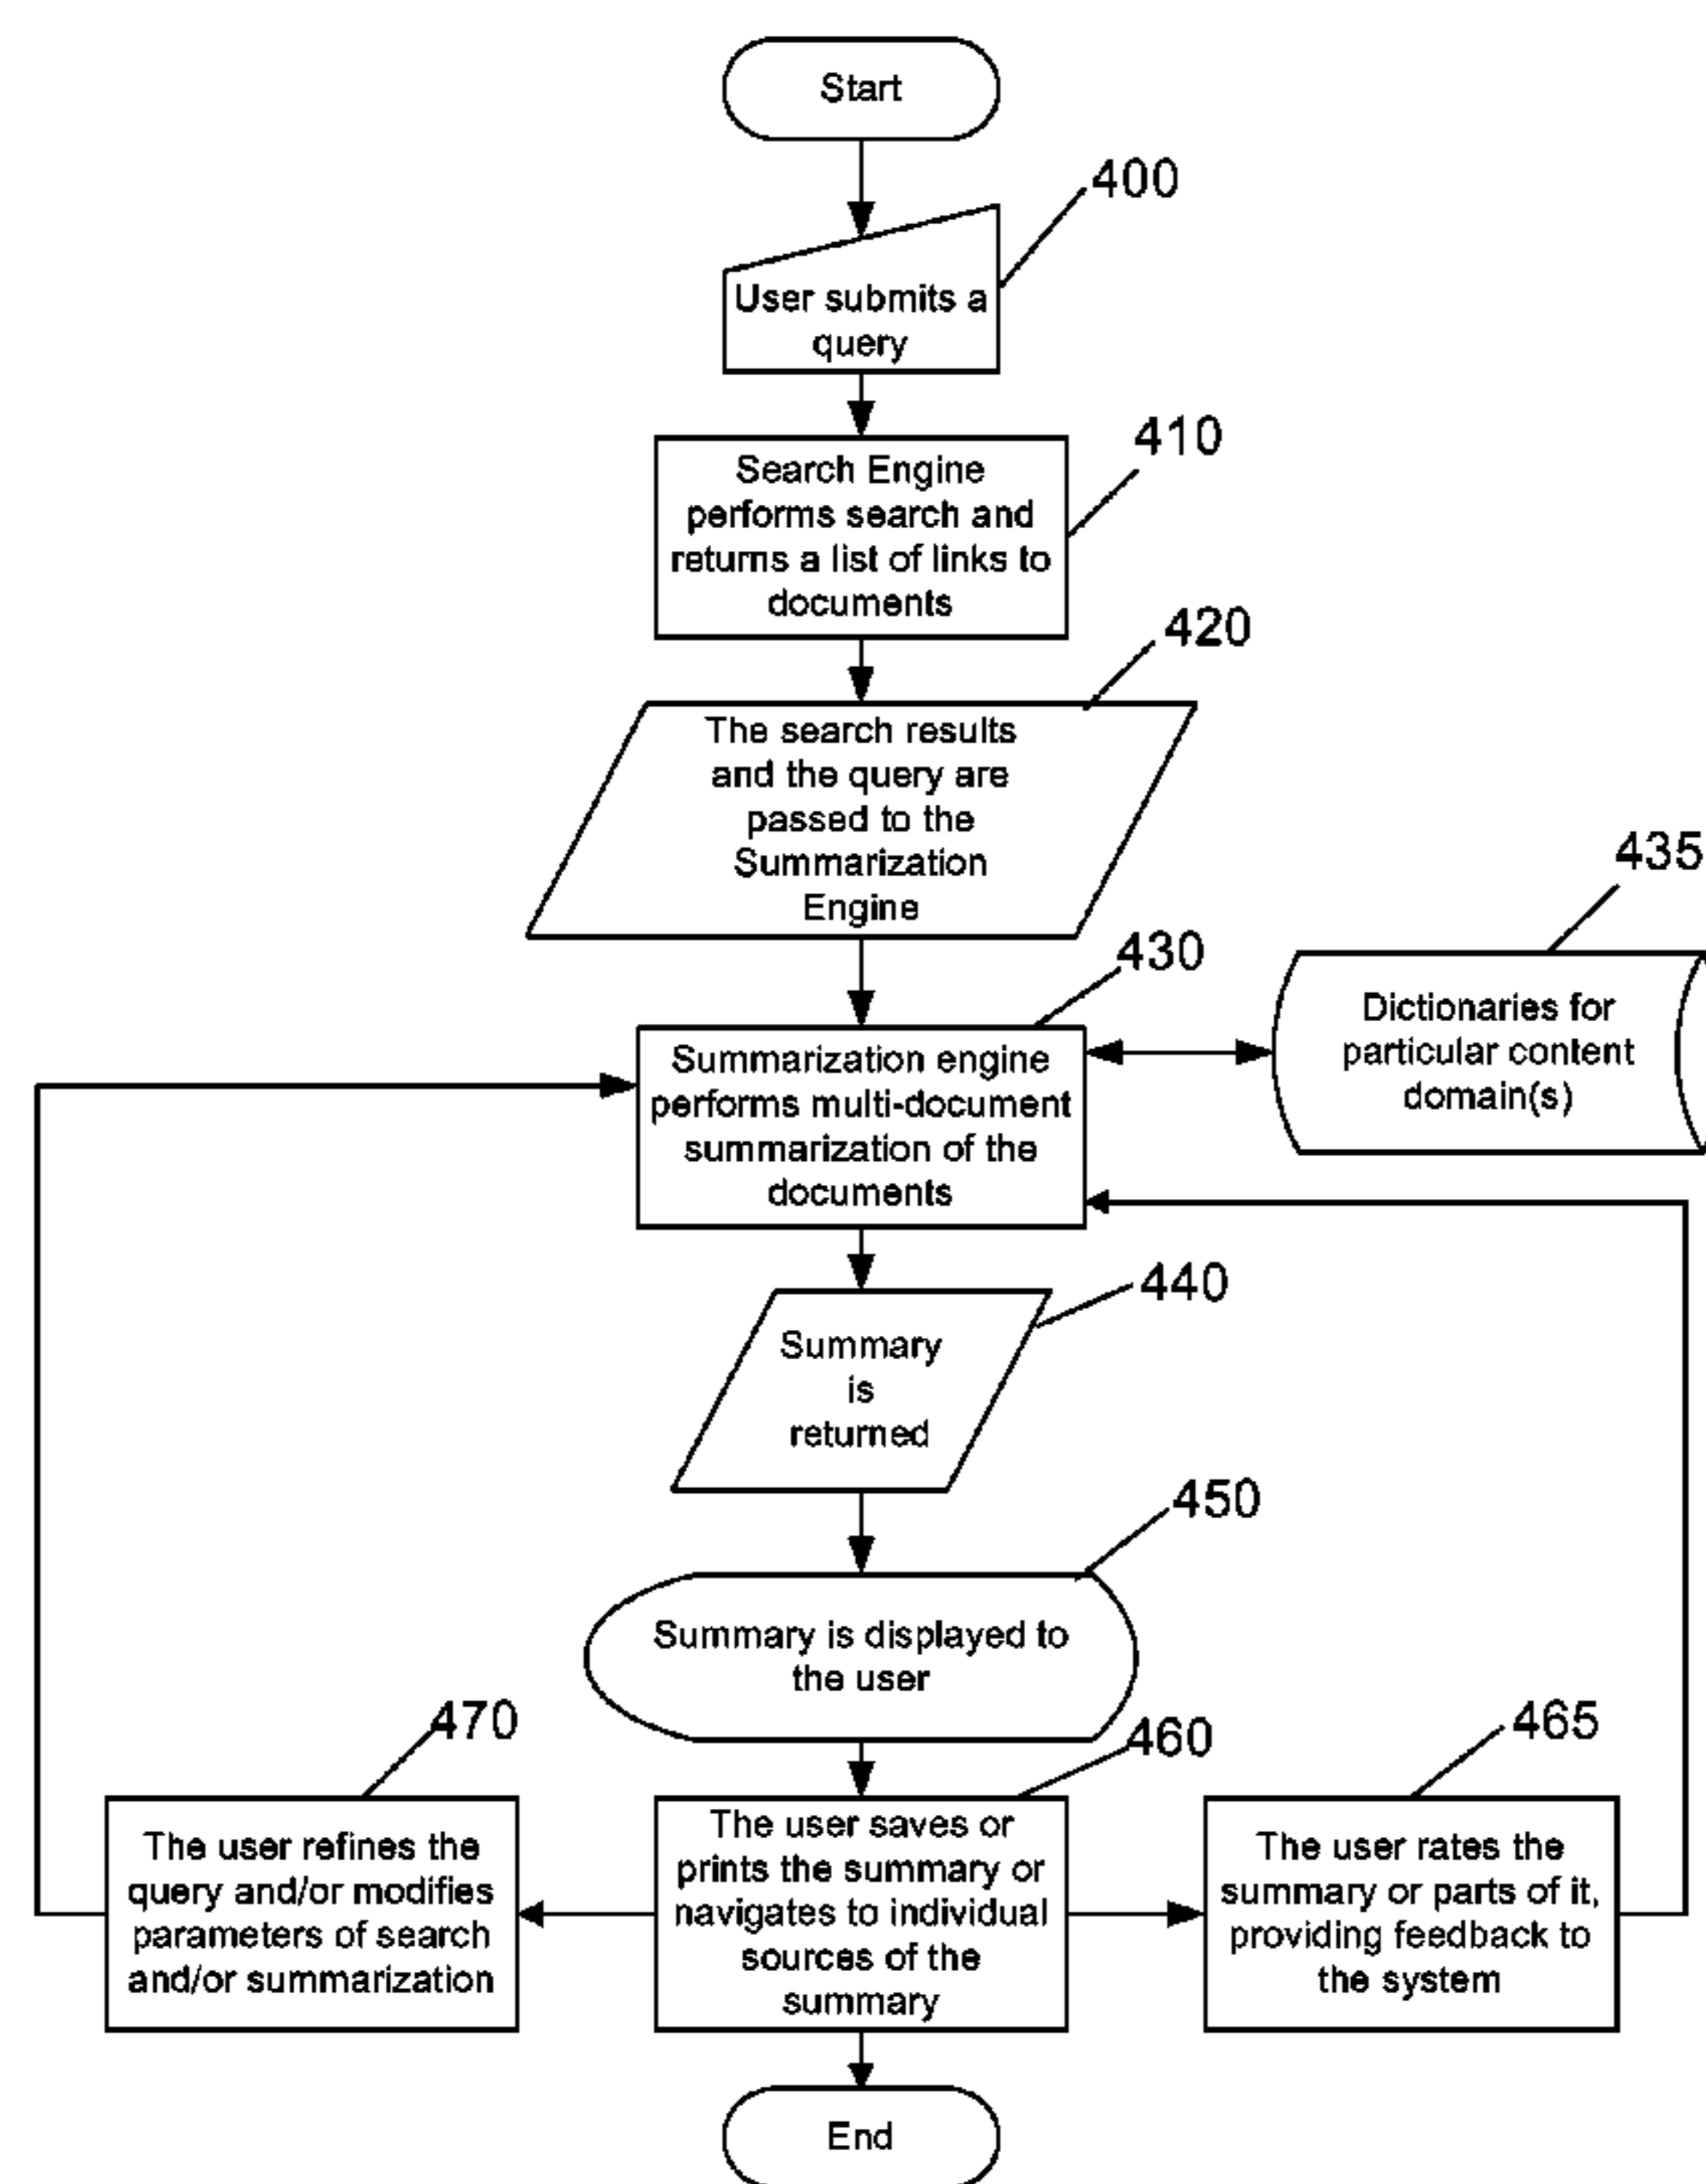 Start
400
User submits a
query
410
Search Engine
performs search and
returns a list of links to
documents
420
The search results
and the query are
passed to the
Summarization
Engine
430
435
Summarization engine
performs multi-document
summarization of the
documents
Dictionaries for
particular content
domain(s)
440
Summary
is
returned
450
Summary is displayed to
the user
470
The user refines the
query and/or modifies
parameters of search
and/or summarization
460
The user saves or
prints the summary or
navigates to individual
sources of the
summary
465
The user rates the
summary or parts of it,
providing feedback to
the system
End